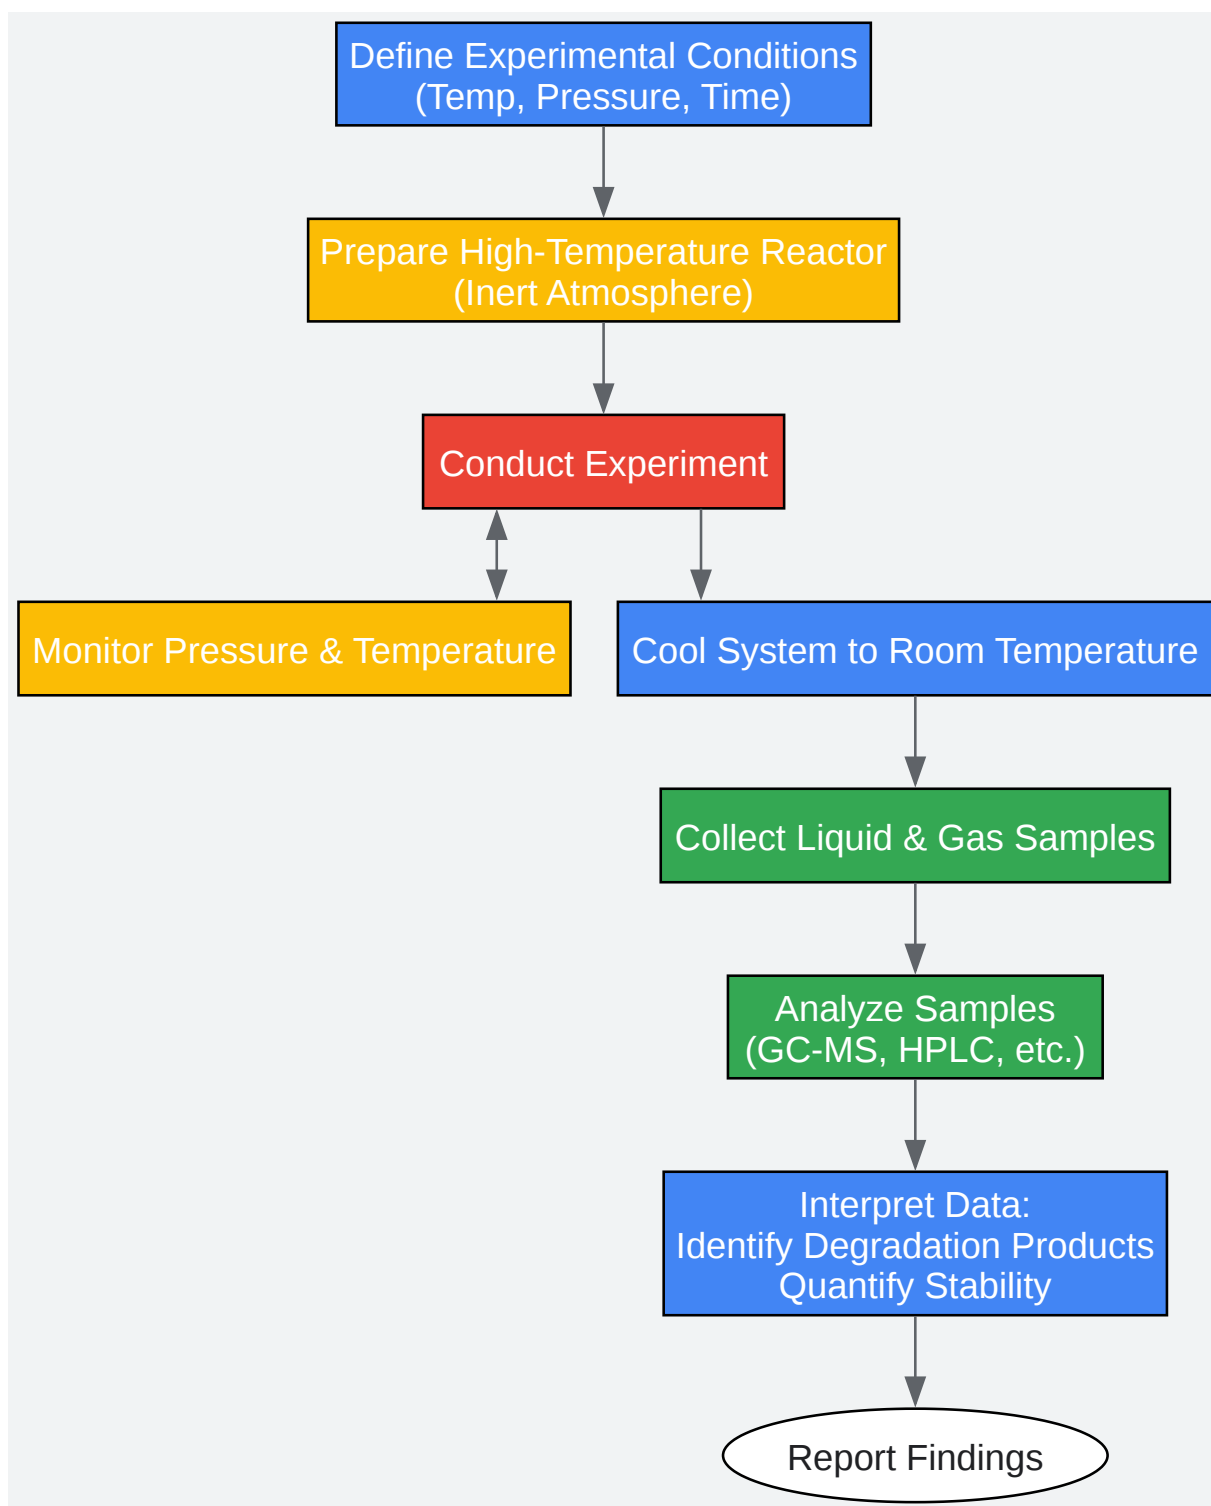 Define Experimental Conditions
(Temp, Pressure, Time)
Prepare High-Temperature Reactor
(Inert Atmosphere)
Conduct Experiment
Monitor Pressure & Temperature
Cool System to Room Temperature
Collect Liquid & Gas Samples
Analyze Samples
(GC-MS, HPLC, etc.)
Interpret Data:
Identify Degradation Products
Quantify Stability
Report Findings